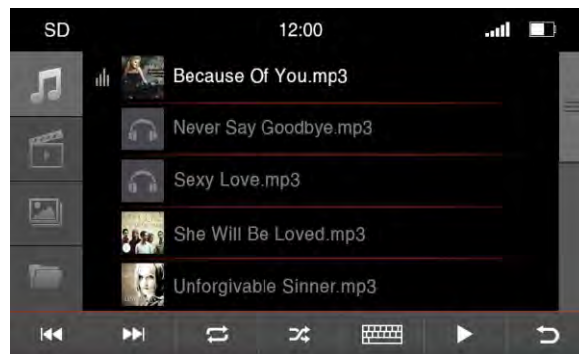 SD
12:00
Because Of You.mp3
Never Say Goodbye.mp3
Sexy Love.mp3
She Will Be Loved.mp3
Unforgivable Sinner.mp3